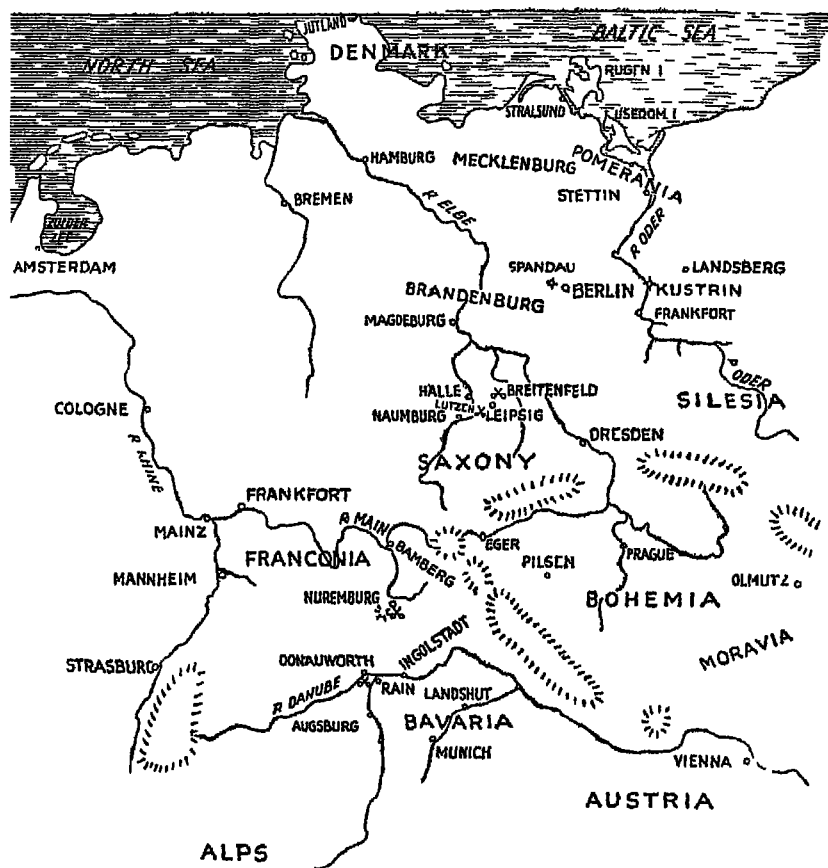 JUTLAND
DENMARK
BALTIC SEA
NORTH SEA
RUGEN I
STRALSUND
USEDOM I
HAMBURG
MECKLENBURG
POMERANIA
BREMEN
R ELBE
STETTIN
R ODER
ZUIDER
ZEE
AMSTERDAM
SPANDAU
LANDSBERG
BERLIN
KUSTRIN
BRANDENBURG
FRANKFORT
MAGDEBURG
R ODER
HALLE
BREITENFELD
SILESIA
COLOGNE
LUTZEN
NAUMBURG
LEIPSIG
DRESDEN
R RHINE
SAXONY
FRANKFORT
MAINZ
R MAIN
EGER
PRAGUE
FRANCONIA
BAMBERG
PILSEN
MANNHEIM
OLMUTZ
NUREMBURG
BOHEMIA
STRASBURG
INGOLSTADT
MORAVIA
DONAUWORTH
RAIN
R DANUBE
LANDSHUT
AUGSBURG
BAVARIA
MUNICH
VIENNA
AUSTRIA
ALPS